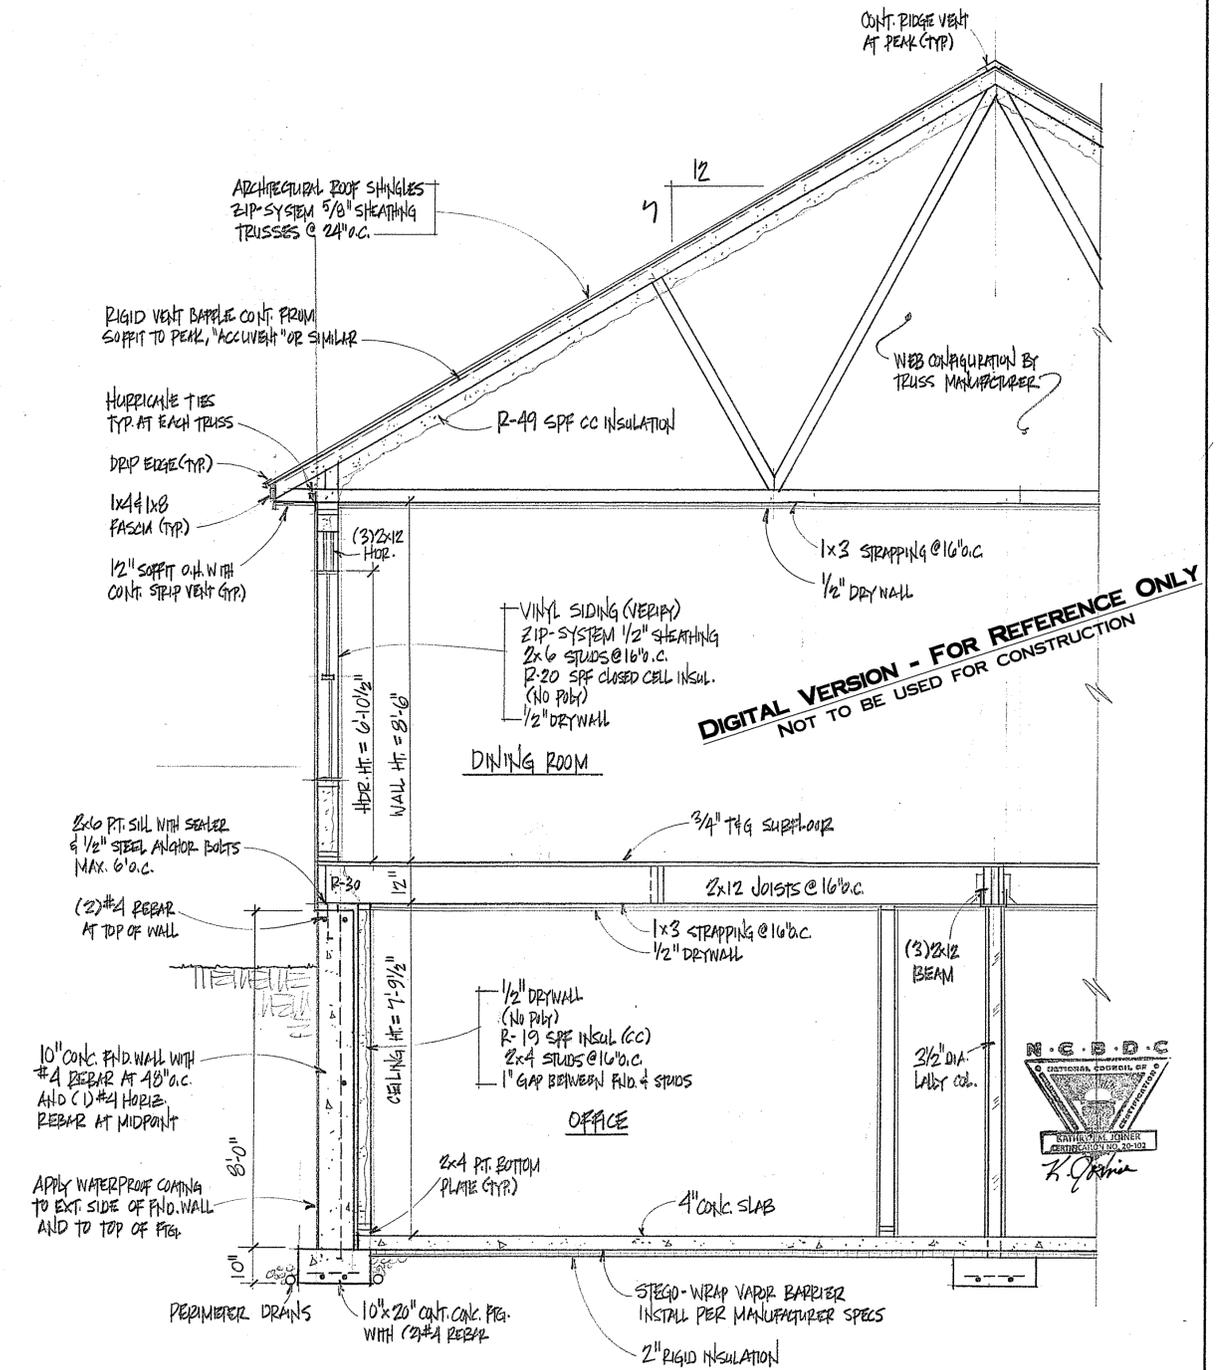 CONT. RIDGE VENT
AT PEAK (TYP.)
12
7
ARCHITECTURAL ROOF SHINGLES
ZIP-SYSTEM 5/8" SHEATHING
TRUSSES @ 24" O.C.
RIGID VENT BAFFLE CONT. FROM
SOFFIT TO PEAK, "ACCUVENT" OR SIMILAR
WEB CONFIGURATION BY
TRUSS MANUFACTURER
HURRICANE TIES
TYP. AT EACH TRUSS
R-49 SPF CC INSULATION
DRIP EDGE (TYP.)
1x4 & 1x8
FASCIA (TYP.)
12" SOFFIT O.H. WITH
CONT. STRIP VENT (TYP.)
(3) 2x12
HDR.
1x3 STRAPPING @ 16" O.C.
1/2" DRYWALL
DIGITAL VERSION - FOR REFERENCE ONLY
NOT TO BE USED FOR CONSTRUCTION
VINYL SIDING (VERIFY)
ZIP-SYSTEM 1/2" SHEATHING
2x6 STUDS @ 16" O.C.
R-20 SPF CLOSED CELL INSUL.
(NO POLY)
1/2" DRYWALL
HDR. HT. = 6'-10 1/2"
WALL HT. = 8'-6"
DINING ROOM
2x6 P.T. SILL WITH SEALER
& 1/2" STEEL ANCHOR BOLTS
MAX. 6' O.C.
3/4" T&G SUBFLOOR
R-30
12"
2x12 JOISTS @ 16" O.C.
(2) #4 REBAR
AT TOP OF WALL
1x3 STRAPPING @ 16" O.C.
1/2" DRYWALL
(3) 2x12
BEAM
1/2" DRYWALL
(NO POLY)
R-19 SPF INSUL (CC)
2x4 STUDS @ 16" O.C.
1" GAP BETWEEN FND. & STUDS
10" CONC. FND. WALL WITH
#4 REBAR AT 48" O.C.
AND (1) #4 HORIZ.
REBAR AT MIDPOINT
3 1/2" DIA.
LALLY COL.
N·C·B·D·C
NATIONAL COUNCIL OF
CERTIFICATION
KATHRYN M. JOINER
CERTIFICATION NO. 20-102
K. Joiner
OFFICE
8'-0"
2x4 P.T. BOTTOM
PLATE (TYP.)
APPLY WATERPROOF COATING
TO EXT. SIDE OF FND. WALL
AND TO TOP OF FTG.
4" CONC. SLAB
10"
STEGO-WRAP VAPOR BARRIER
INSTALL PER MANUFACTURER SPECS
PERIMETER DRAINS
10" x 20" CONT. CONC. FTG.
WITH (2) #4 REBAR
2" RIGID INSULATION